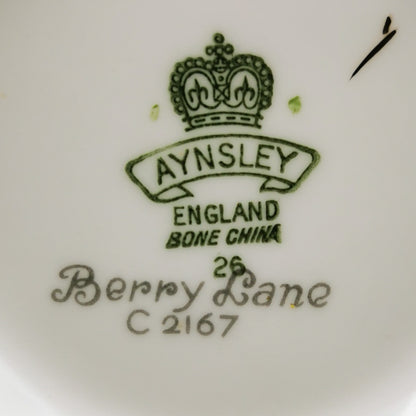 AYNSLEY
ENGLAND
BONE CHINA
26
Berry Lane
C 2167